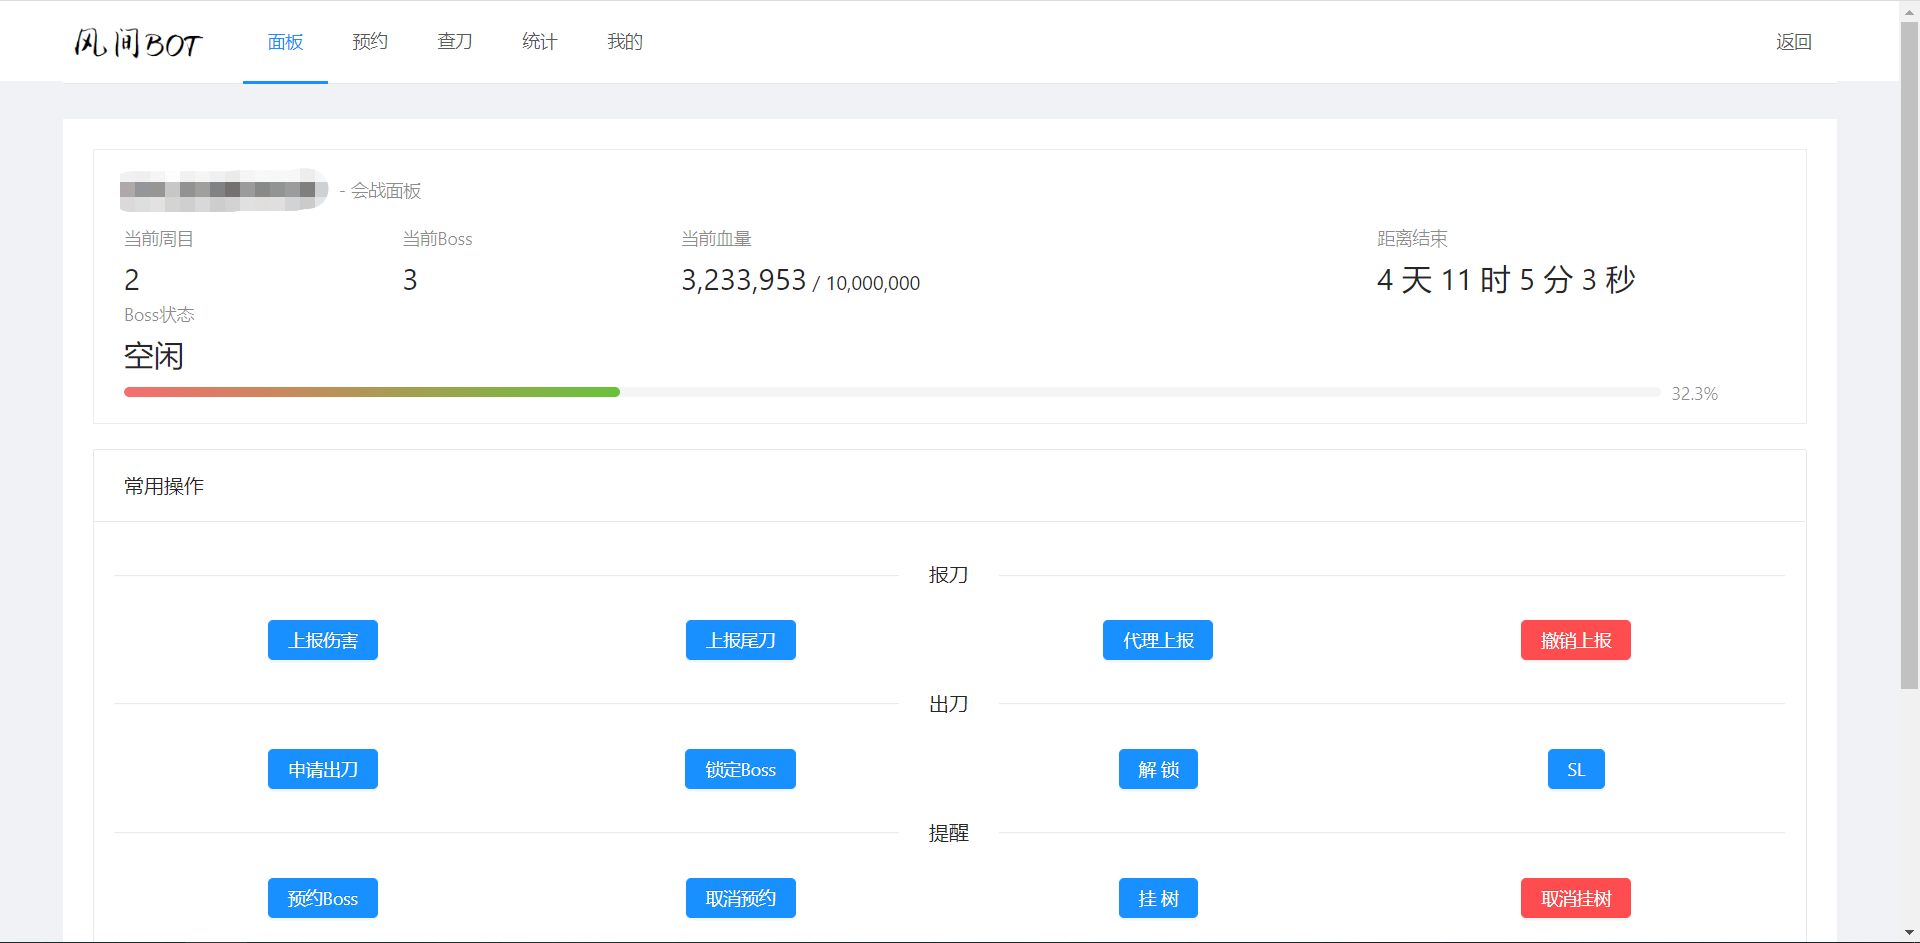 风间BOT 面板 预约 查刀 统计 我的 返回
- 会战面板
当前周目 当前Boss 当前血量 距离结束
2 3 3,233,953 / 10,000,000 4 天 11 时 5 分 3 秒
Boss状态
空闲
32.3%
常用操作
报刀
上报伤害 上报尾刀 代理上报 撤销上报
出刀
申请出刀 锁定Boss 解 锁 SL
提醒
预约Boss 取消预约 挂 树 取消挂树